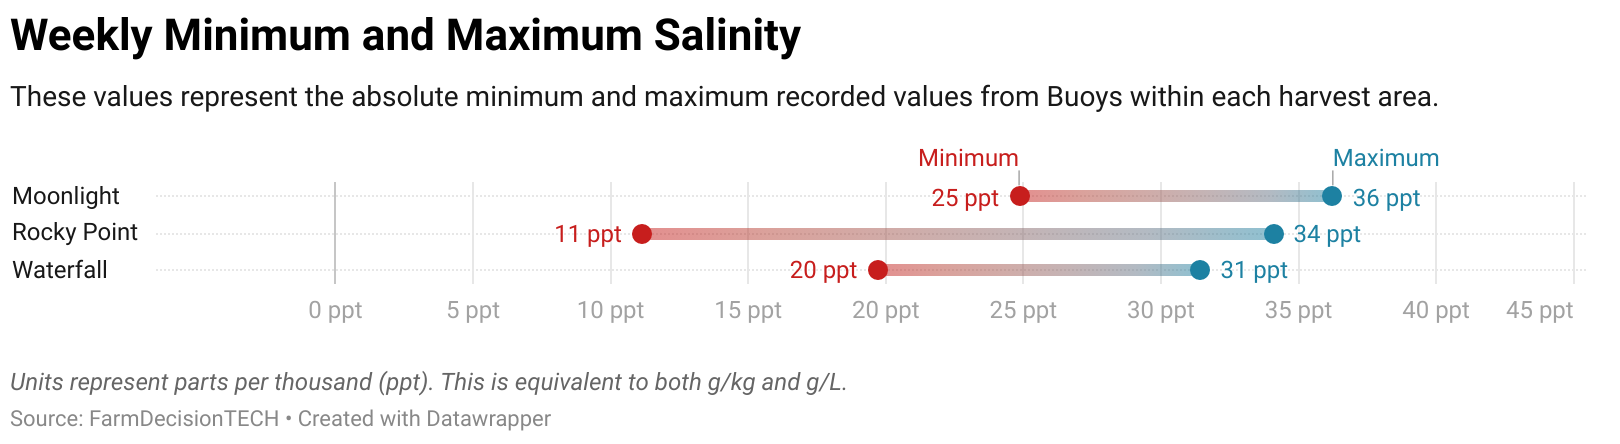 Weekly Minimum and Maximum Salinity
These values represent the absolute minimum and maximum recorded values from Buoys within each harvest area.
Minimum Maximum
Moonlight 25 ppt 36 ppt
Rocky Point 11 ppt 34 ppt
Waterfall 20 ppt 31 ppt
0 ppt 5 ppt 10 ppt 15 ppt 20 ppt 25 ppt 30 ppt 35 ppt 40 ppt 45 ppt
Units represent parts per thousand (ppt). This is equivalent to both g/kg and g/L.
Source: FarmDecisionTECH • Created with Datawrapper